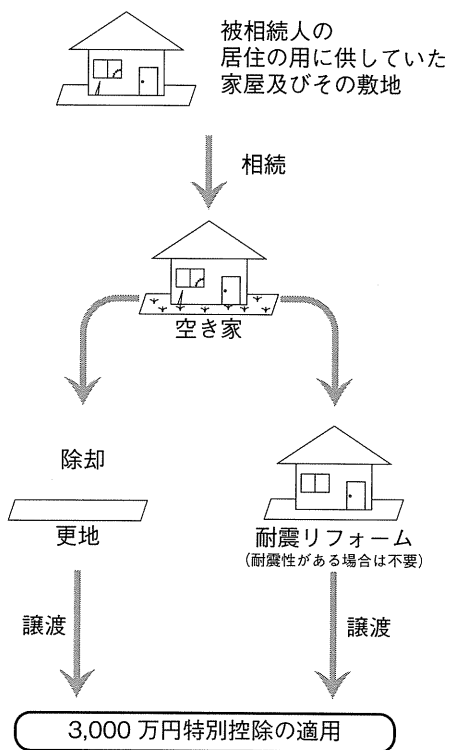 被相続人の
居住の用に供していた
家屋及びその敷地
相続
空き家
除却
更地
耐震リフォーム
(耐震性がある場合は不要)
譲渡
譲渡
3,000 万円特別控除の適用